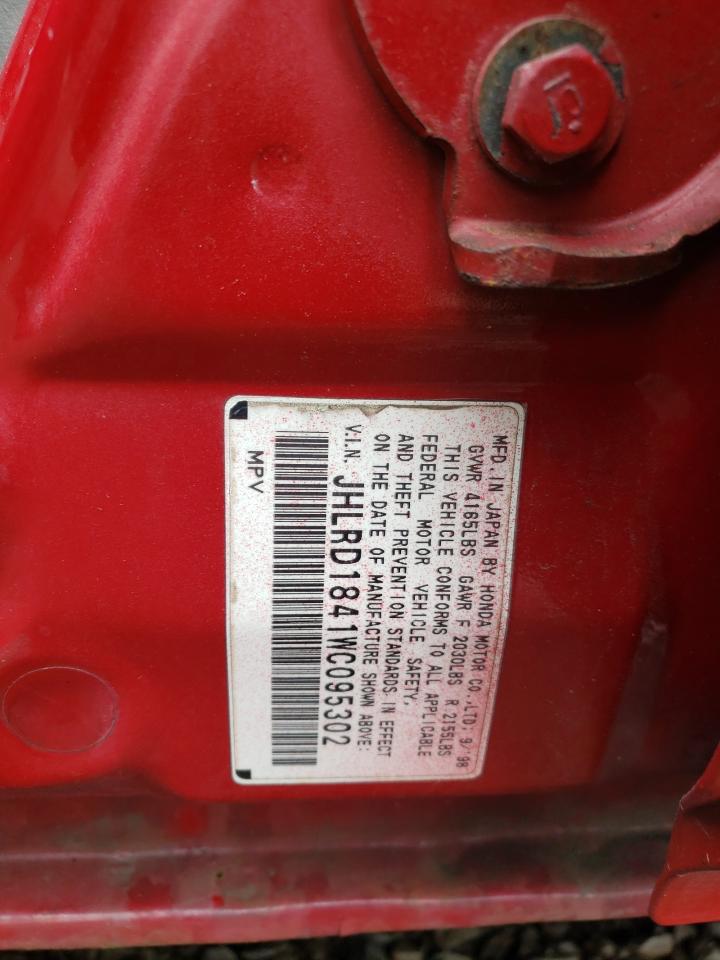 MFD. IN JAPAN BY HONDA MOTOR CO.,LTD; 9/'98
GVWR 4165LBS GAWR F 2030LBS R 2155LBS
THIS VEHICLE CONFORMS TO ALL APPLICABLE
FEDERAL MOTOR VEHICLE SAFETY,
AND THEFT PREVENTION STANDARDS IN EFFECT
ON THE DATE OF MANUFACTURE SHOWN ABOVE:
V.I.N. JHLRD1841WC095302
MPV